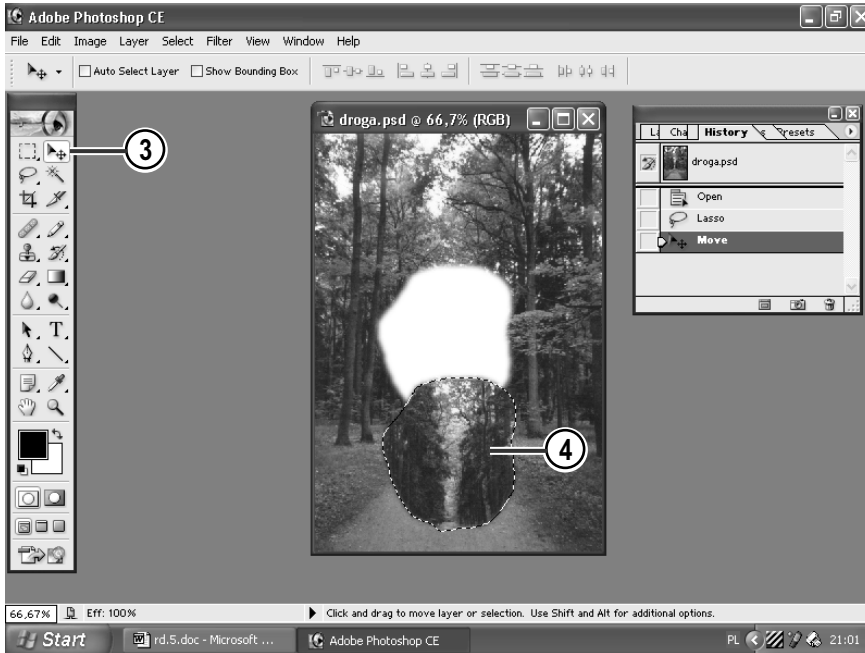 Adobe Photoshop CE
File Edit Image Layer Select Filter View Window Help
Auto Select Layer Show Bounding Box
droga.psd @ 66,7% (RGB)
3
Cha History Presets
droga.psd
Open
Lasso
Move
T
4
66,67% Eff: 100% Click and drag to move layer or selection. Use Shift and Alt for additional options.
Start rd.5.doc - Microsoft ... Adobe Photoshop CE PL 21:01